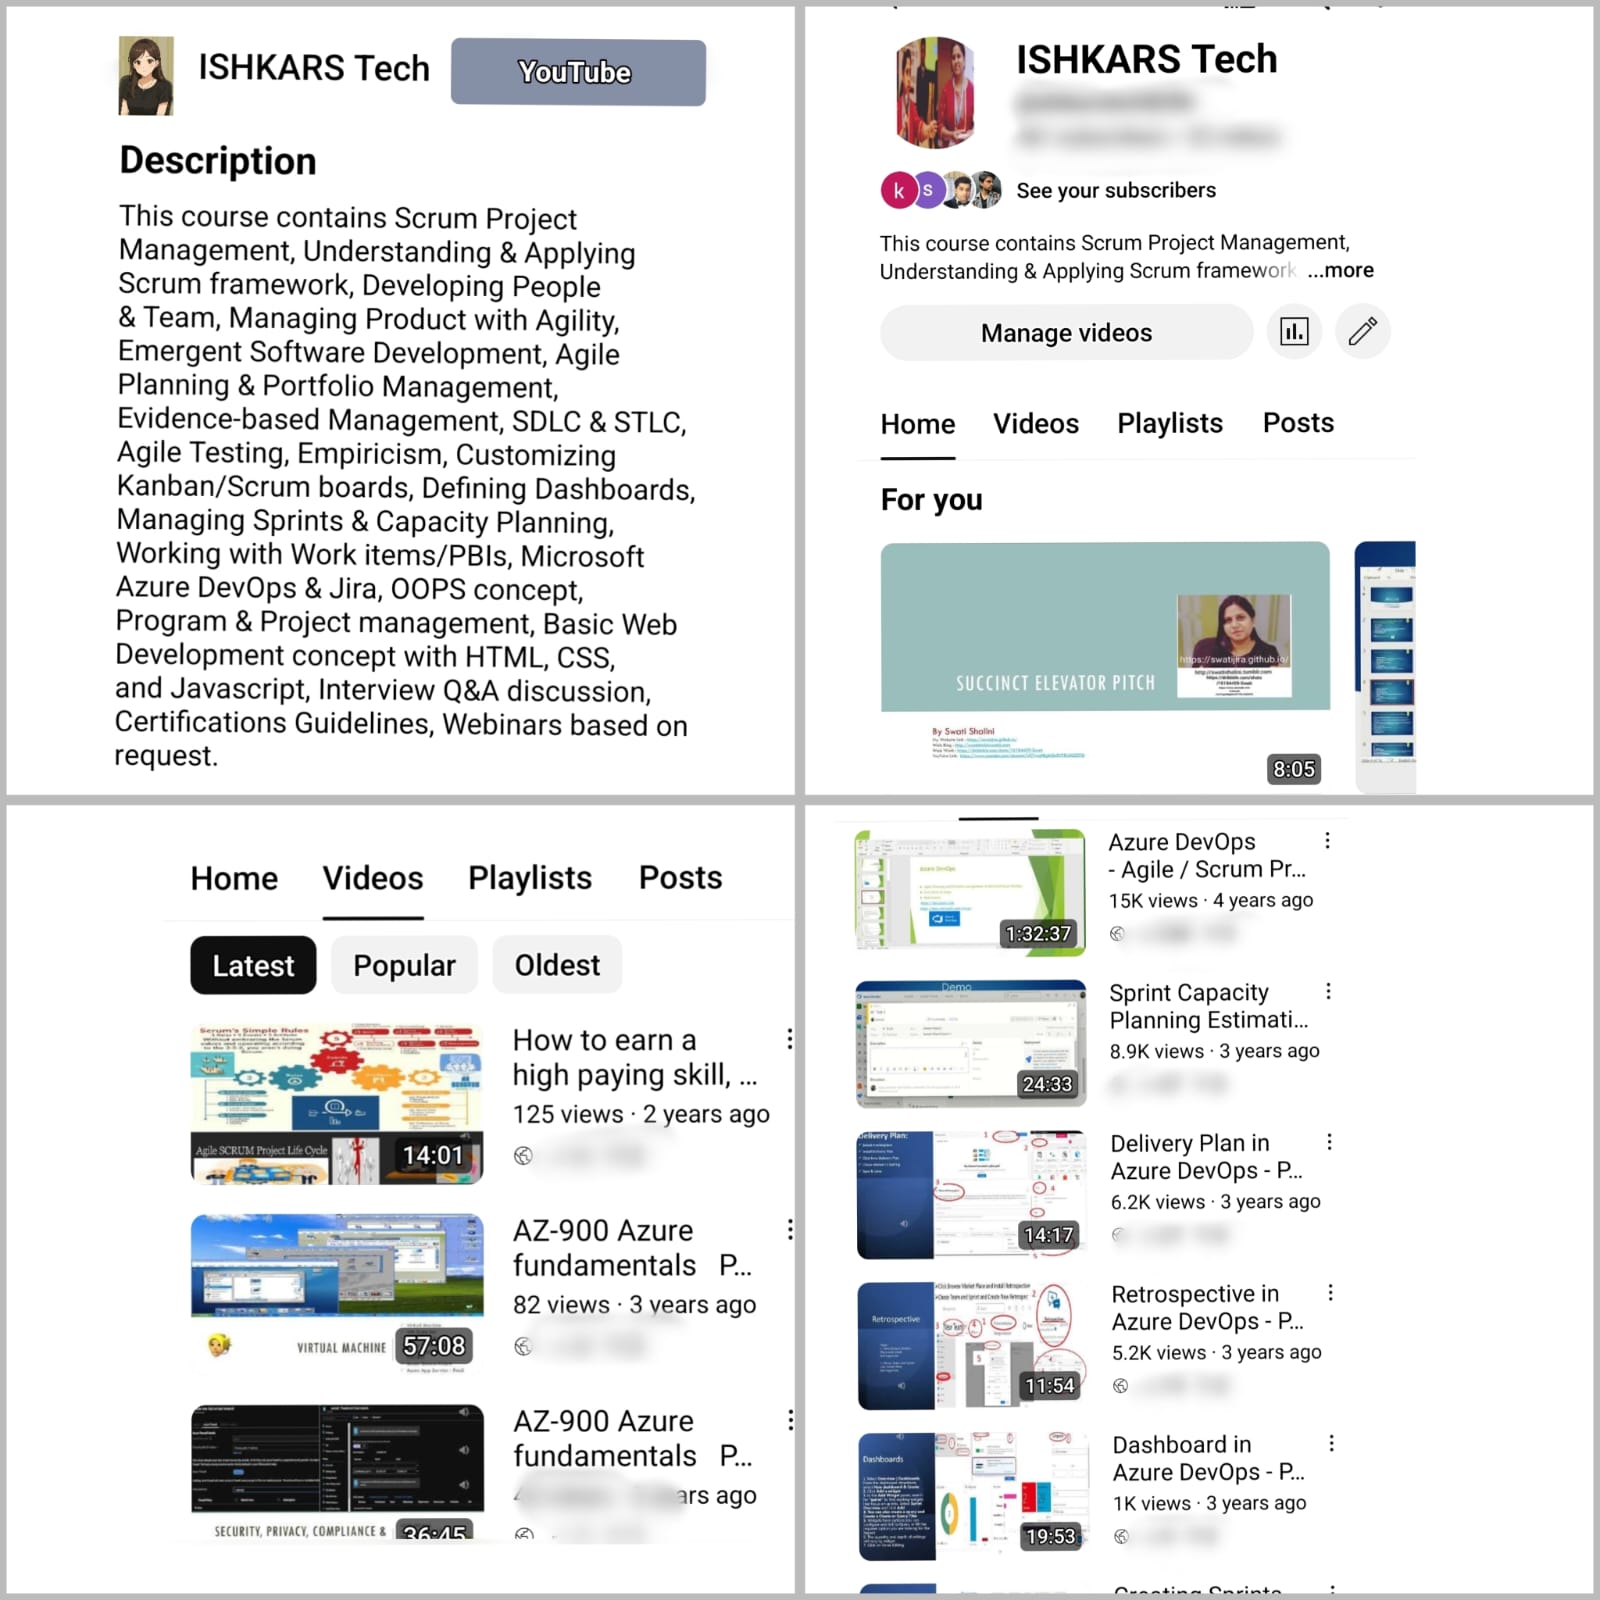 ISHKARS Tech
YouTube
Description
This course contains Scrum Project
Management, Understanding & Applying
Scrum framework, Developing People
& Team, Managing Product with Agility,
Emergent Software Development, Agile
Planning & Portfolio Management,
Evidence-based Management, SDLC & STLC,
Agile Testing, Empiricism, Customizing
Kanban/Scrum boards, Defining Dashboards,
Managing Sprints & Capacity Planning,
Working with Work items/PBIs, Microsoft
Azure DevOps & Jira, OOPS concept,
Program & Project management, Basic Web
Development concept with HTML, CSS,
and Javascript, Interview Q&A discussion,
Certifications Guidelines, Webinars based on
request.
ISHKARS Tech
k
s
See your subscribers
This course contains Scrum Project Management,
Understanding & Applying Scrum framework ...more
Manage videos
Home Videos Playlists Posts
For you
https://swatijira.github.io/
SUCCINCT ELEVATOR PITCH
By Swati Shalini
8:05
Home Videos Playlists Posts
Latest Popular Oldest
Scrum's Simple Rules
Agile SCRUM Project Life Cycle
14:01
How to earn a
high paying skill, ...
125 views · 2 years ago
VIRTUAL MACHINE
57:08
AZ-900 Azure
fundamentals P...
82 views · 3 years ago
SECURITY, PRIVACY, COMPLIANCE &
36:45
AZ-900 Azure
fundamentals P...
ars ago
Azure DevOps
1:32:37
Azure DevOps
- Agile / Scrum Pr...
15K views · 4 years ago
Demo
24:33
Sprint Capacity
Planning Estimati...
8.9K views · 3 years ago
Delivery Plan:
14:17
Delivery Plan in
Azure DevOps - P...
6.2K views · 3 years ago
Retrospective
11:54
Retrospective in
Azure DevOps - P...
5.2K views · 3 years ago
Dashboards
19:53
Dashboard in
Azure DevOps - P...
1K views · 3 years ago
Creating Sprints